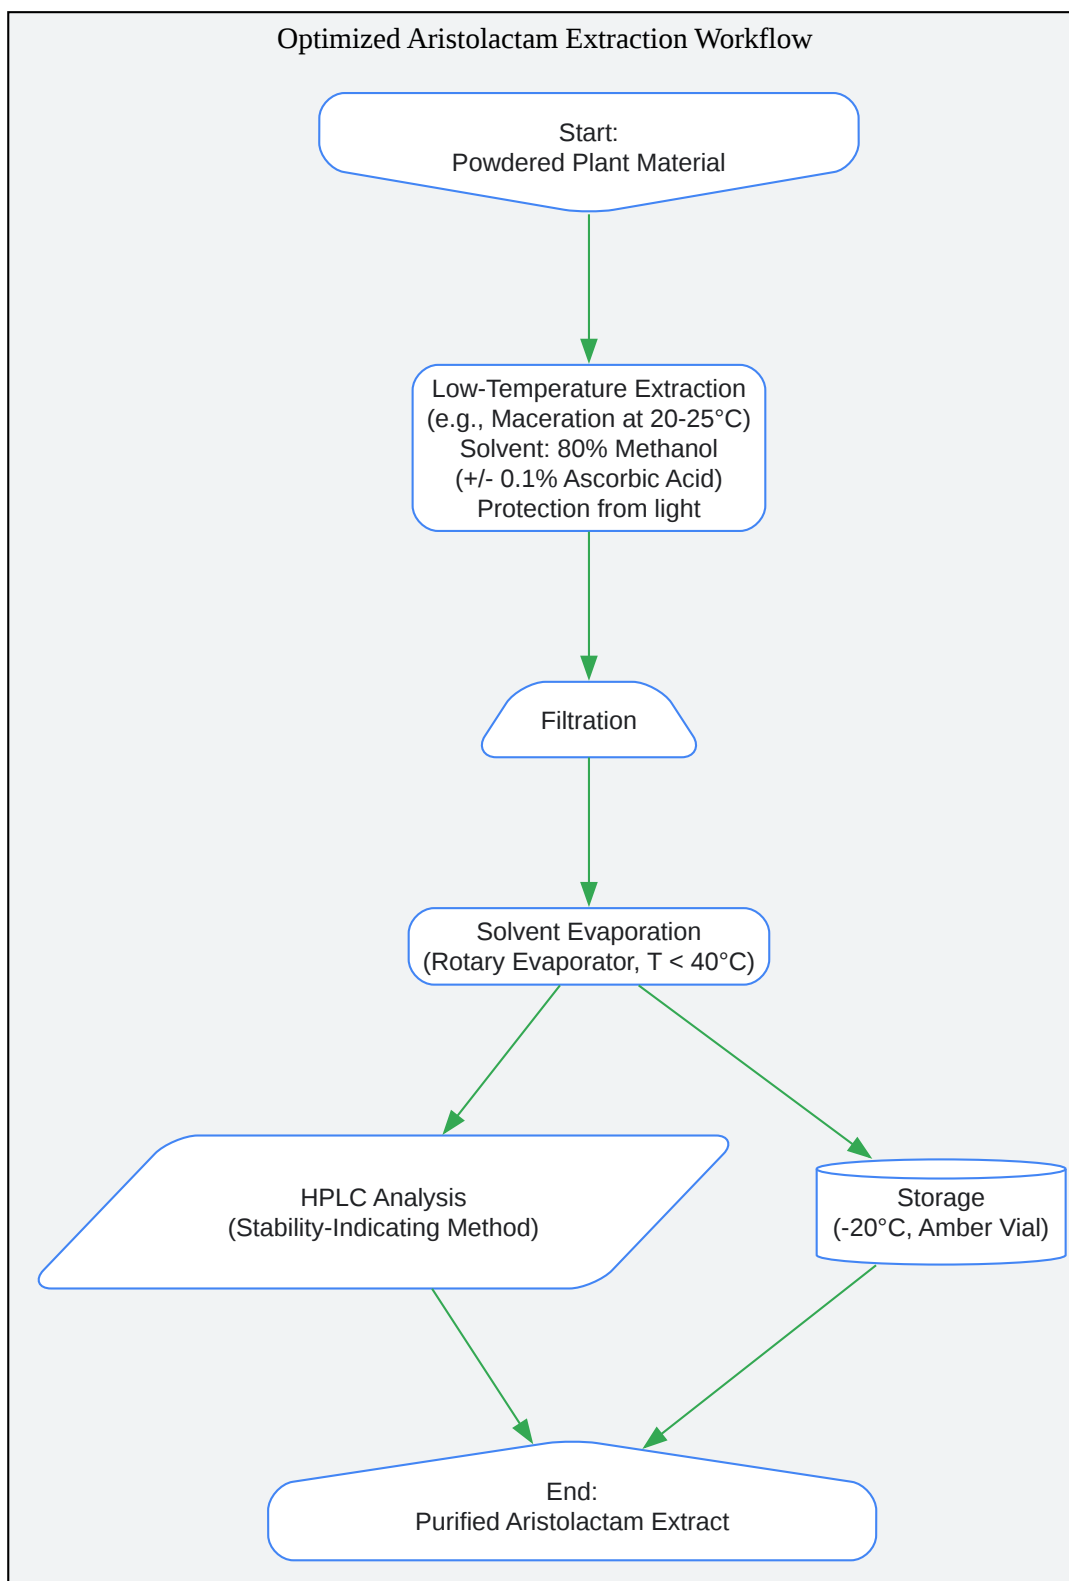 Optimized Aristolactam Extraction Workflow
Start:
Powdered Plant Material
Low-Temperature Extraction
(e.g., Maceration at 20-25°C)
Solvent: 80% Methanol
(+/- 0.1% Ascorbic Acid)
Protection from light
Filtration
Solvent Evaporation
(Rotary Evaporator, T < 40°C)
HPLC Analysis
(Stability-Indicating Method)
Storage
(-20°C, Amber Vial)
End:
Purified Aristolactam Extract